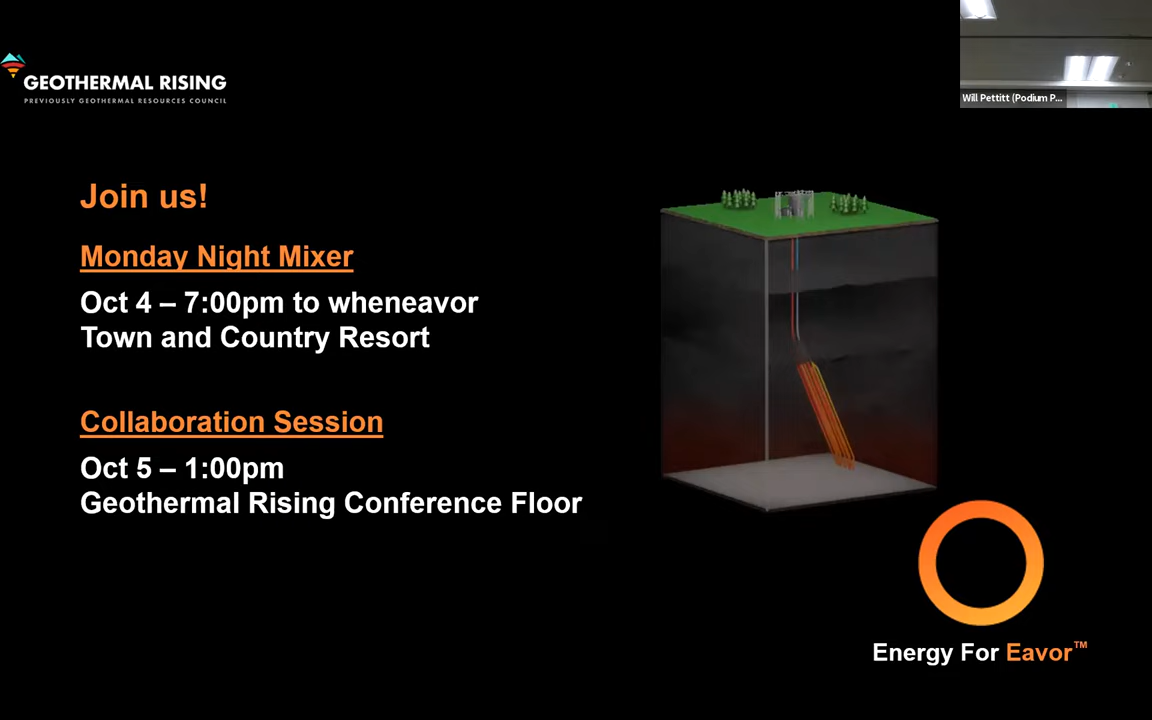 GEOTHERMAL RISING
PREVIOUSLY GEOTHERMAL RESOURCES COUNCIL
Will Pettitt (Podium P...
Join us!
Monday Night Mixer
Oct 4 – 7:00pm to wheneavor
Town and Country Resort
Collaboration Session
Oct 5 – 1:00pm
Geothermal Rising Conference Floor
Energy For Eavor™